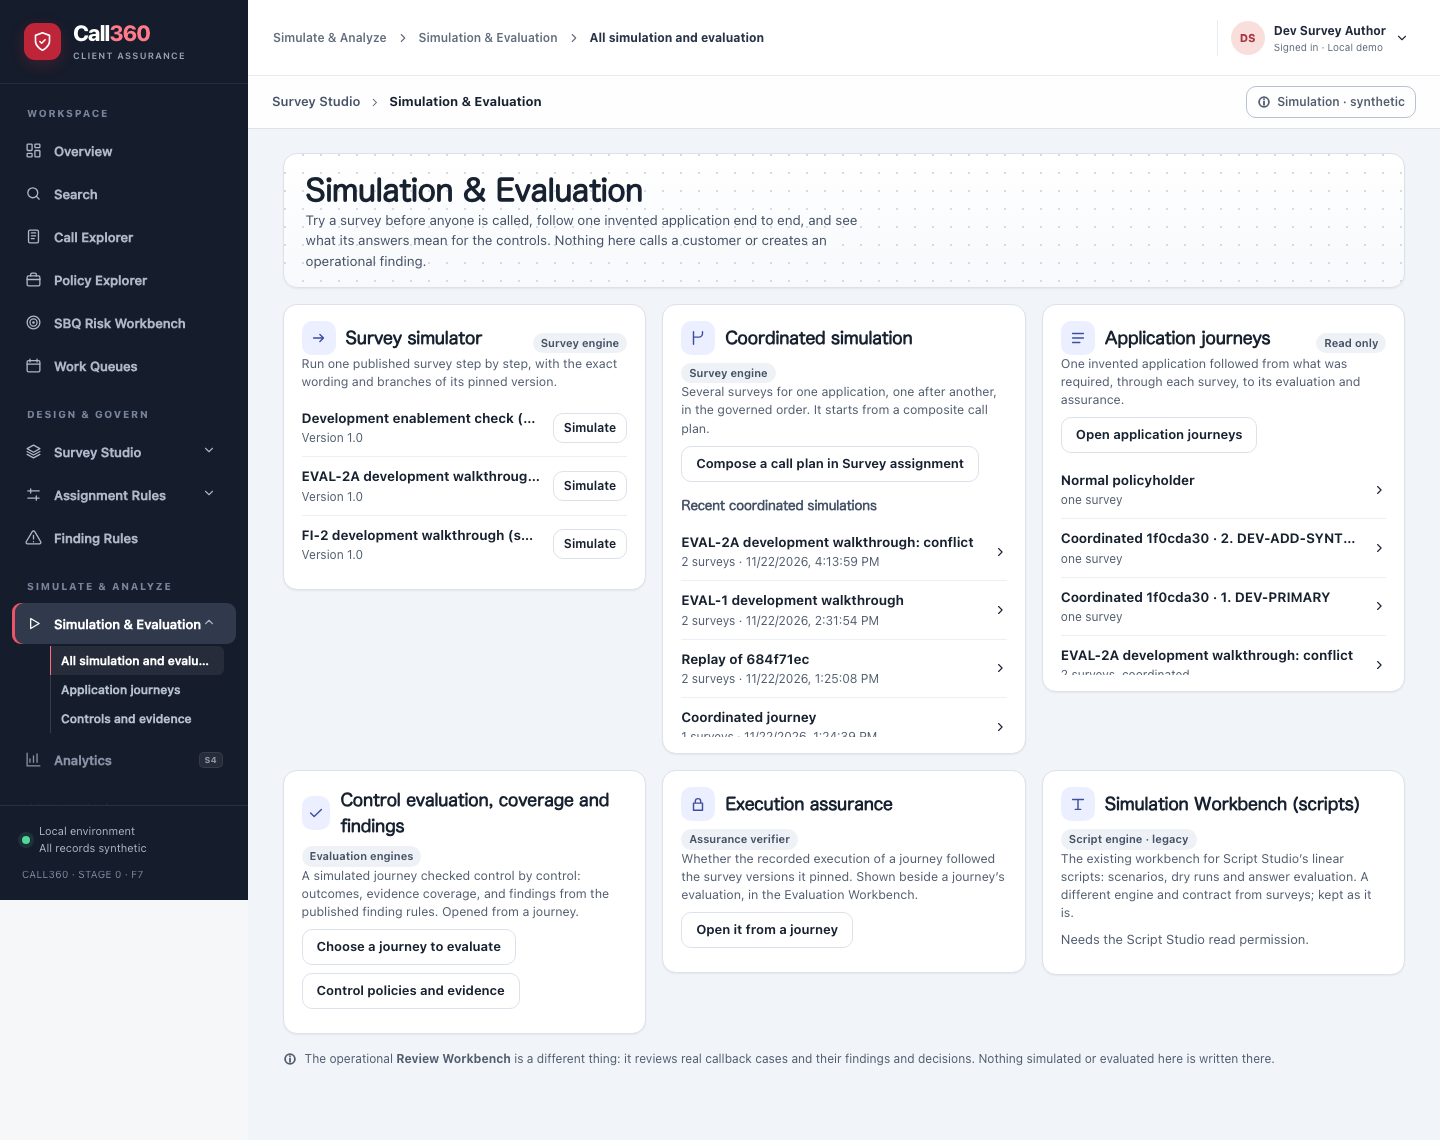 Call360
CLIENT ASSURANCE
WORKSPACE
Overview
Search
Call Explorer
Policy Explorer
SBQ Risk Workbench
Work Queues
DESIGN & GOVERN
Survey Studio
Assignment Rules
Finding Rules
SIMULATE & ANALYZE
Simulation & Evaluation
All simulation and evalu...
Application journeys
Controls and evidence
Analytics S4
Local environment
All records synthetic
CALL360 · STAGE 0 · F7
Simulate & Analyze > Simulation & Evaluation > All simulation and evaluation
DS
Dev Survey Author
Signed in · Local demo
Survey Studio > Simulation & Evaluation
Simulation · synthetic
Simulation & Evaluation
Try a survey before anyone is called, follow one invented application end to end, and see
what its answers mean for the controls. Nothing here calls a customer or creates an
operational finding.
Survey simulator
Survey engine
Run one published survey step by step, with the exact
wording and branches of its pinned version.
Development enablement check (...
Version 1.0
Simulate
EVAL-2A development walkthroug...
Version 1.0
Simulate
FI-2 development walkthrough (s...
Version 1.0
Simulate
Coordinated simulation
Survey engine
Several surveys for one application, one after another,
in the governed order. It starts from a composite call
plan.
Compose a call plan in Survey assignment
Recent coordinated simulations
EVAL-2A development walkthrough: conflict
2 surveys · 11/22/2026, 4:13:59 PM
EVAL-1 development walkthrough
2 surveys · 11/22/2026, 2:31:54 PM
Replay of 684f71ec
2 surveys · 11/22/2026, 1:25:08 PM
Coordinated journey
1 surveys · 11/22/2026, 1:24:39 PM
Application journeys
Read only
One invented application followed from what was
required, through each survey, to its evaluation and
assurance.
Open application journeys
Normal policyholder
one survey
Coordinated 1f0cda30 · 2. DEV-ADD-SYNT...
one survey
Coordinated 1f0cda30 · 1. DEV-PRIMARY
one survey
EVAL-2A development walkthrough: conflict
2 surveys, coordinated
Control evaluation, coverage and
findings
Evaluation engines
A simulated journey checked control by control:
outcomes, evidence coverage, and findings from the
published finding rules. Opened from a journey.
Choose a journey to evaluate
Control policies and evidence
Execution assurance
Assurance verifier
Whether the recorded execution of a journey followed
the survey versions it pinned. Shown beside a journey's
evaluation, in the Evaluation Workbench.
Open it from a journey
Simulation Workbench (scripts)
Script engine · legacy
The existing workbench for Script Studio's linear
scripts: scenarios, dry runs and answer evaluation. A
different engine and contract from surveys; kept as it
is.
Needs the Script Studio read permission.
The operational Review Workbench is a different thing: it reviews real callback cases and their findings and decisions. Nothing simulated or evaluated here is written there.